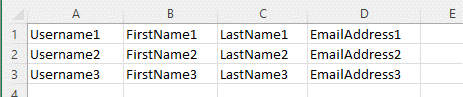 A B C D E
1 Username1 FirstName1 LastName1 EmailAddress1
2 Username2 FirstName2 LastName2 EmailAddress2
3 Username3 FirstName3 LastName3 EmailAddress3
4